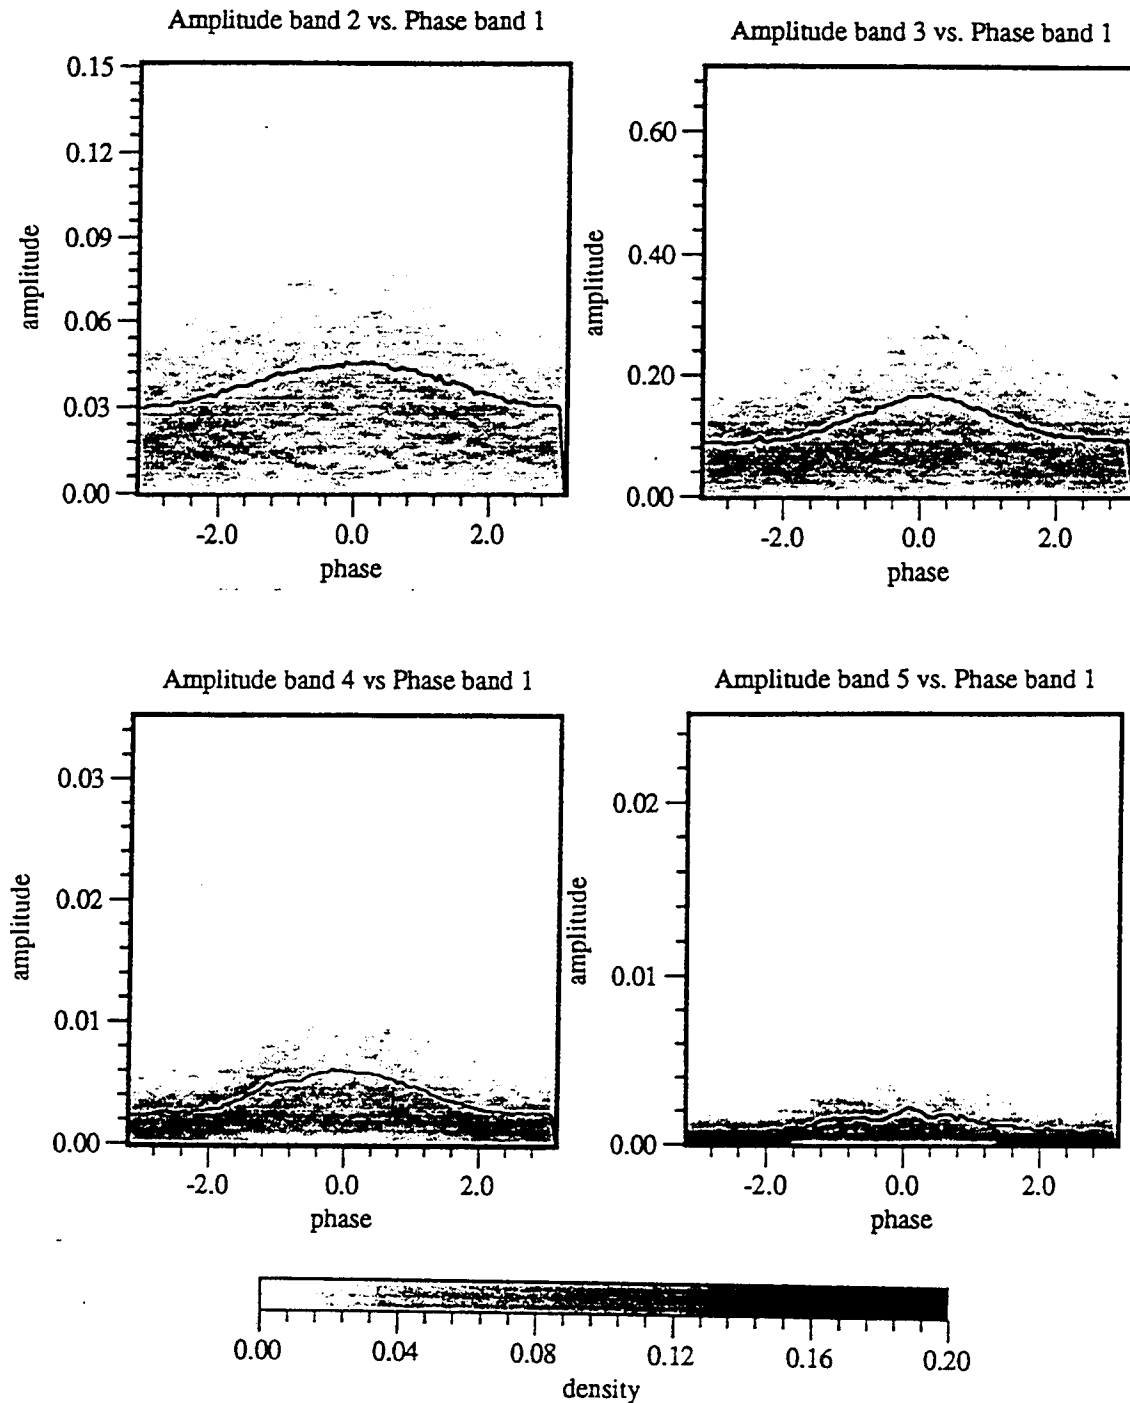 Amplitude band 2 vs. Phase band 1
0.15
0.12
0.09
0.06
0.03
0.00
amplitude
-2.0 0.0 2.0
phase
Amplitude band 3 vs. Phase band 1
0.60
0.40
0.20
0.00
amplitude
-2.0 0.0 2.0
phase
Amplitude band 4 vs Phase band 1
0.03
0.02
0.01
0.00
amplitude
-2.0 0.0 2.0
phase
Amplitude band 5 vs. Phase band 1
0.02
0.01
0.00
amplitude
-2.0 0.0 2.0
phase
0.00 0.04 0.08 0.12 0.16 0.20
density